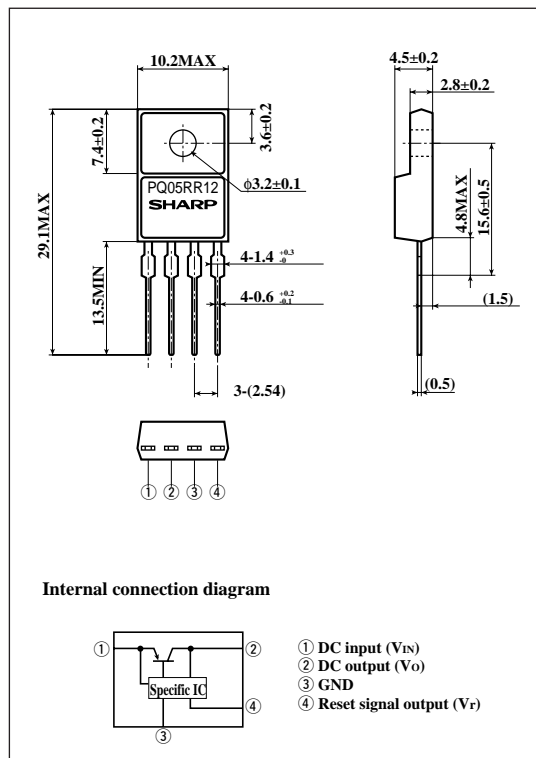 10.2MAX
4.5±0.2
2.8±0.2
7.4±0.2
3.6±0.2
29.1MAX
PQ05RR12
SHARP
φ3.2±0.1
4.8MAX
15.6±0.5
13.5MIN
4-1.4 +0.3 -0
4-0.6 +0.2 -0.1
(1.5)
3-(2.54)
(0.5)
① ② ③ ④
Internal connection diagram
① ②
Specific IC
④
③
① DC input (VIN)
② DC output (Vo)
③ GND
④ Reset signal output (Vr)